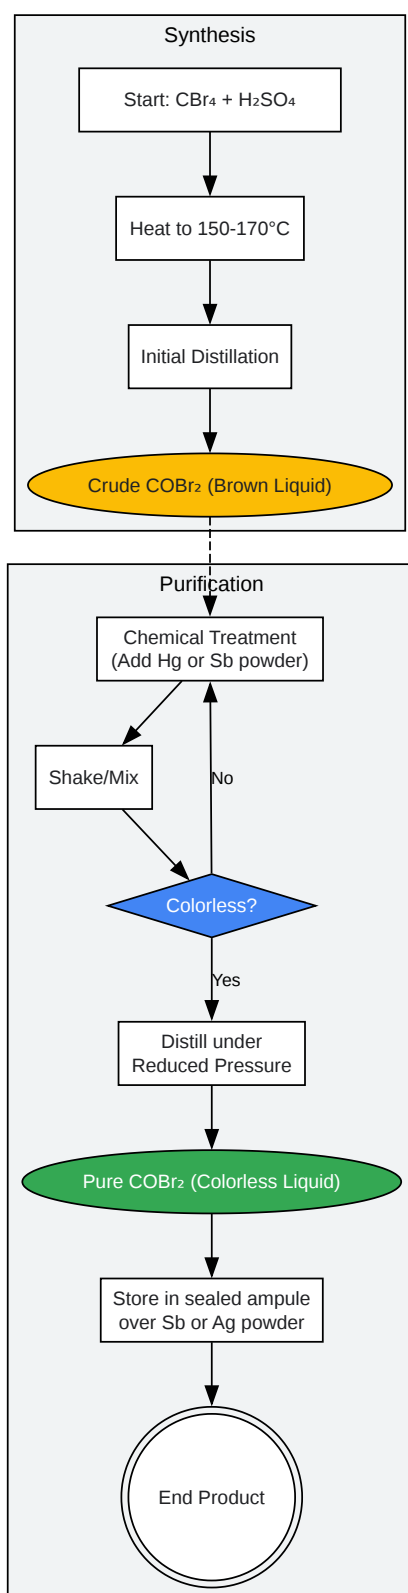 Synthesis
Start: CBr₄ + H₂SO₄
Heat to 150-170°C
Initial Distillation
Crude COBr₂ (Brown Liquid)
Purification
Chemical Treatment
(Add Hg or Sb powder)
Shake/Mix
No
Colorless?
Yes
Distill under
Reduced Pressure
Pure COBr₂ (Colorless Liquid)
Store in sealed ampule
over Sb or Ag powder
End Product